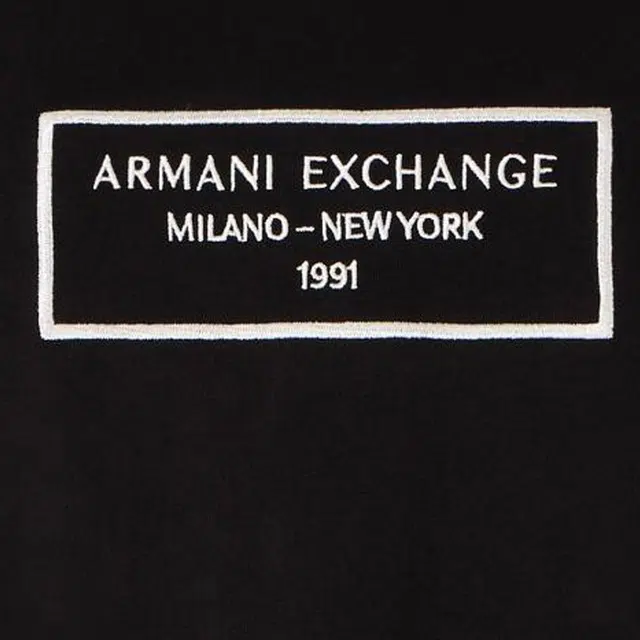 ARMANI EXCHANGE
MILANO – NEW YORK
1991